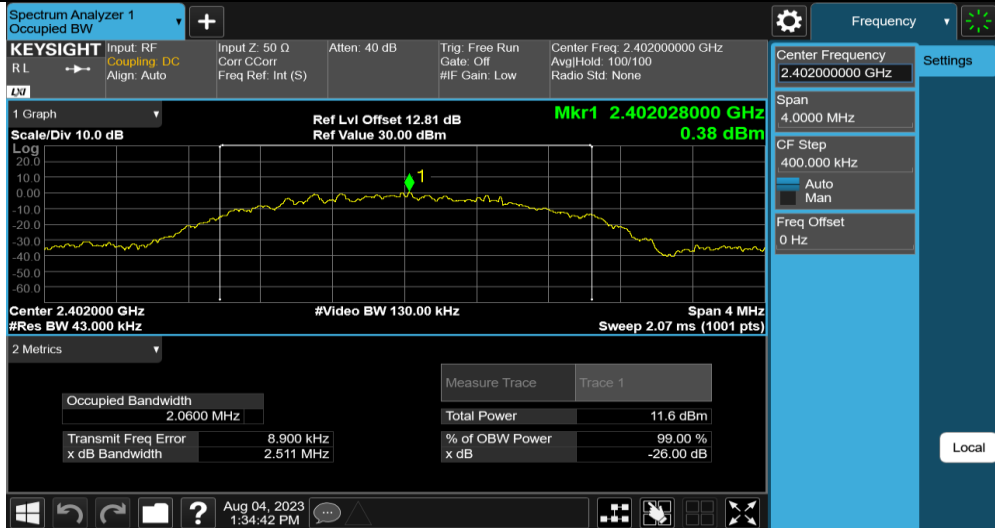 Spectrum Analyzer 1
Occupied BW
Frequency
KEYSIGHT
RL
LXI
Input: RF
Coupling: DC
Align: Auto
Input Z: 50 Ω
Corr CCorr
Freq Ref: Int (S)
Atten: 40 dB
Trig: Free Run
Gate: Off
#IF Gain: Low
Center Freq: 2.402000000 GHz
Avg|Hold: 100/100
Radio Std: None
Center Frequency
2.402000000 GHz
Settings
Span
4.0000 MHz
CF Step
400.000 kHz
Auto
Man
Freq Offset
0 Hz
1 Graph
Scale/Div 10.0 dB
Ref Lvl Offset 12.81 dB
Ref Value 30.00 dBm
Mkr1 2.402028000 GHz
0.38 dBm
Log
20.0
10.0
0.00
-10.0
-20.0
-30.0
-40.0
-50.0
-60.0
1
Center 2.402000 GHz
#Res BW 43.000 kHz
#Video BW 130.00 kHz
Span 4 MHz
Sweep 2.07 ms (1001 pts)
2 Metrics
Measure Trace Trace 1
Occupied Bandwidth
2.0600 MHz
Total Power 11.6 dBm
Transmit Freq Error 8.900 kHz
% of OBW Power 99.00 %
x dB Bandwidth 2.511 MHz
x dB -26.00 dB
Local
?
Aug 04, 2023
1:34:42 PM